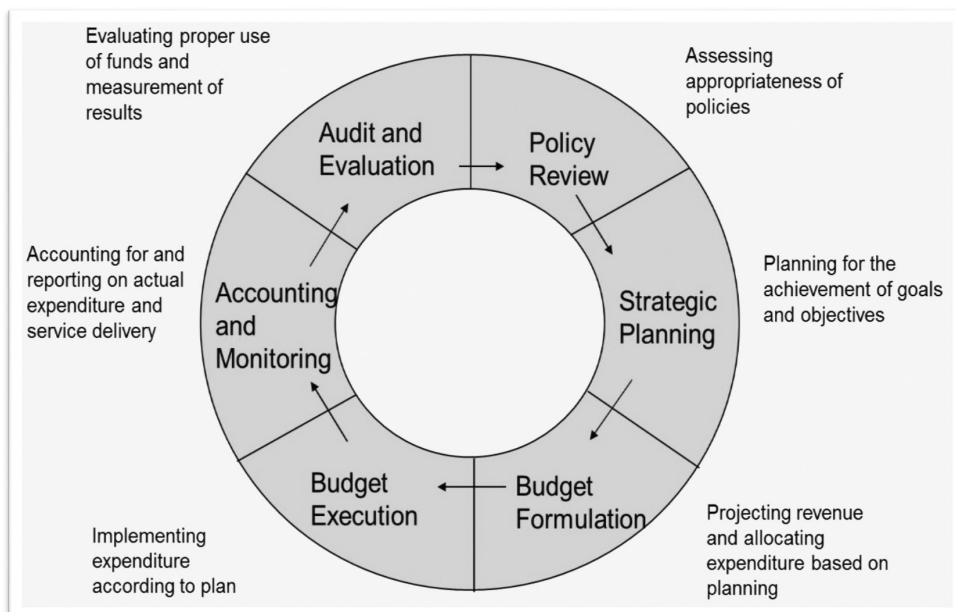 Evaluating proper use
of funds and
measurement of
results
Assessing
appropriateness of
policies
Audit and
Evaluation
Policy
Review
Accounting for and
reporting on actual
expenditure and
service delivery
Accounting
and
Monitoring
Strategic
Planning
Planning for the
achievement of goals
and objectives
Budget
Execution
Budget
Formulation
Implementing
expenditure
according to plan
Projecting revenue
and allocating
expenditure based on
planning